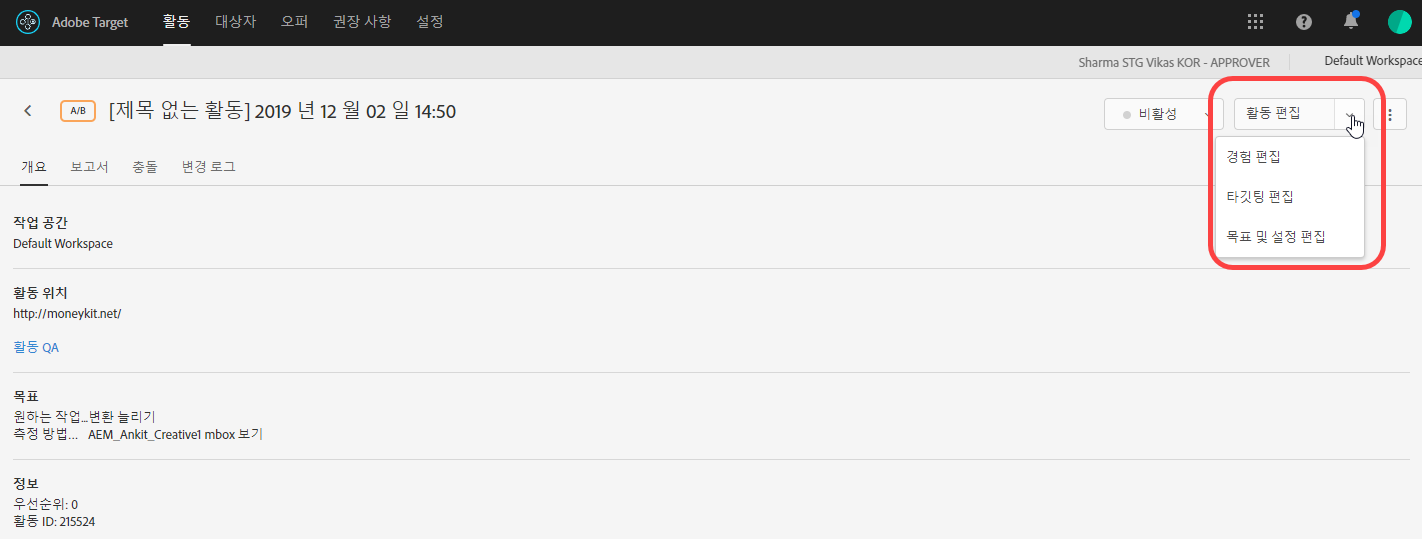 Adobe Target 활동 대상자 오퍼 권장 사항 설정
Sharma STG Vikas KOR - APPROVER Default Workspace
A/B [제목 없는 활동] 2019 년 12 월 02 일 14:50 비활성 활동 편집
경험 편집
개요 보고서 충돌 변경 로그
타깃팅 편집
작업 공간
목표 및 설정 편집
Default Workspace
활동 위치
http://moneykit.net/
활동 QA
목표
원하는 작업...변환 늘리기
측정 방법... AEM_Ankit_Creative1 mbox 보기
정보
우선순위: 0
활동 ID: 215524